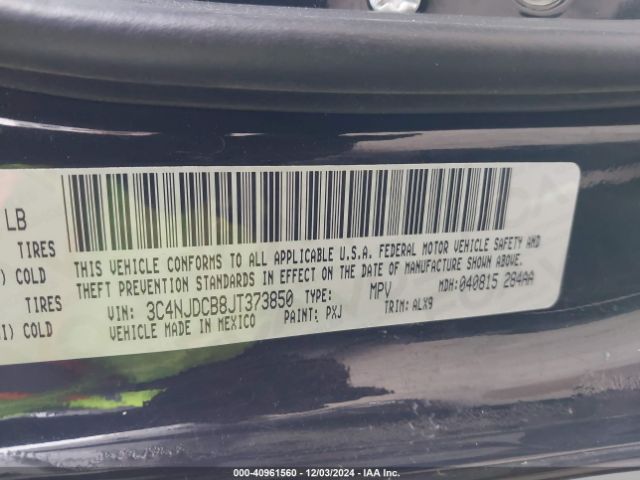 LB
TIRES
COLD
TIRES
COLD
THIS VEHICLE CONFORMS TO ALL APPLICABLE U.S.A. FEDERAL MOTOR VEHICLE SAFETY AND
THEFT PREVENTION STANDARDS IN EFFECT ON THE DATE OF MANUFACTURE SHOWN ABOVE.
VIN: 3C4NJDCB8JT373850 TYPE: MPV MDH: 040815 284AA
VEHICLE MADE IN MEXICO PAINT: PXJ TRIM: ALX9
000-40961560 - 12/03/2024 - IAA Inc.